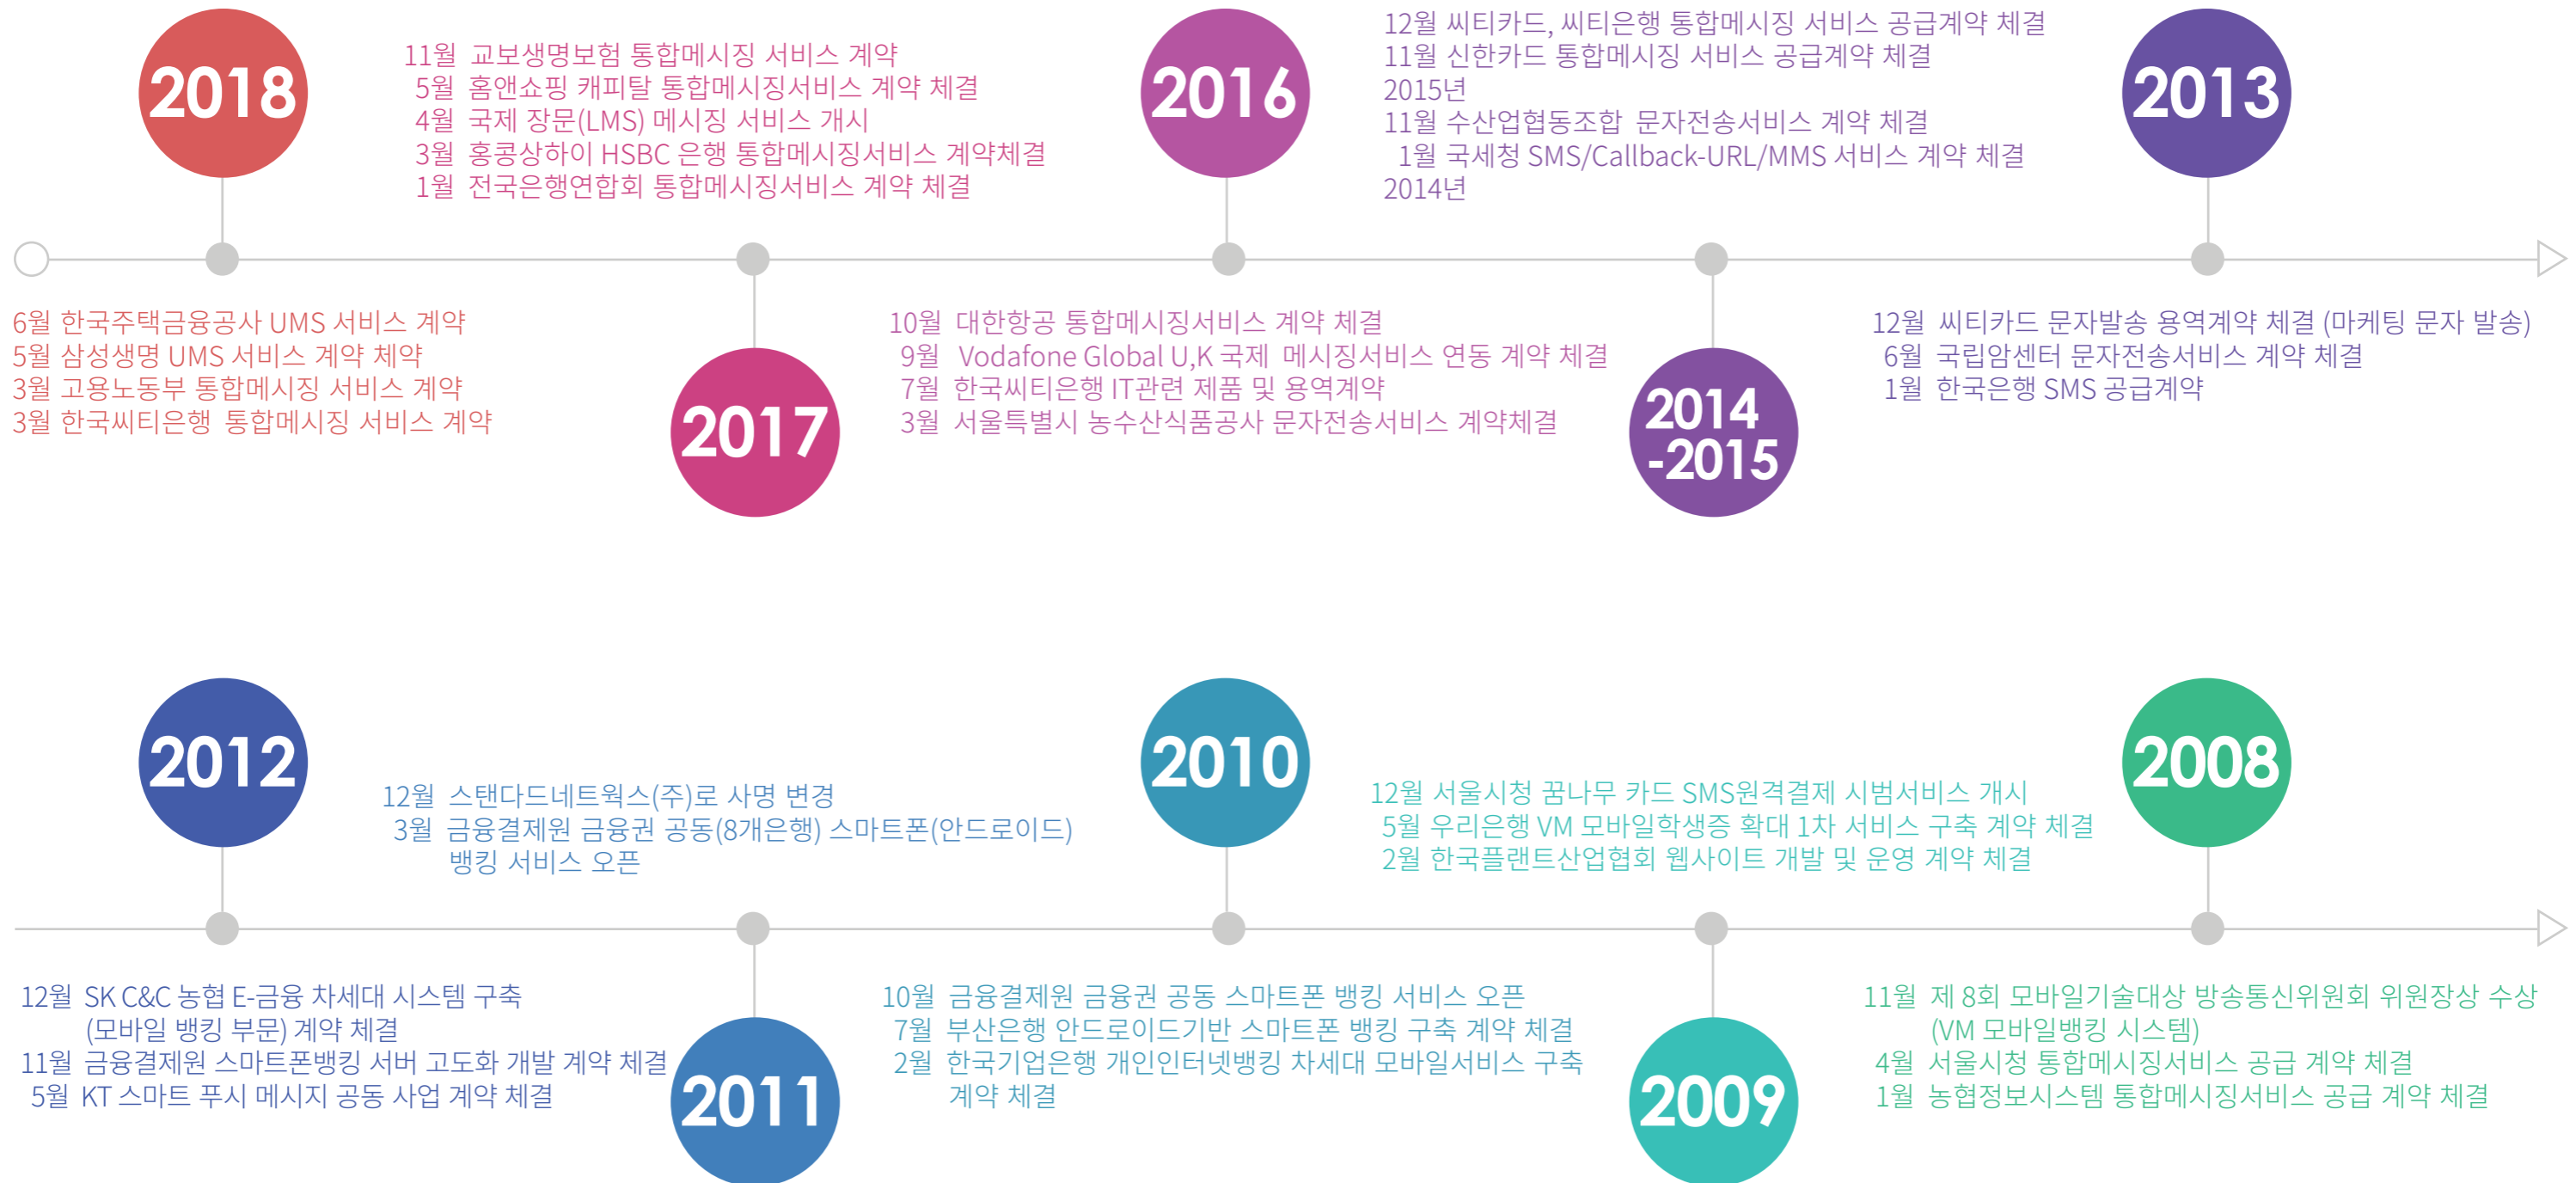 2018
6월 한국주택금융공사 UMS 서비스 계약
5월 삼성생명 UMS 서비스 계약 체약
3월 고용노동부 통합메시징 서비스 계약
3월 한국씨티은행 통합메시징 서비스 계약
2017
11월 교보생명보험 통합메시징 서비스 계약
5월 홈앤쇼핑 캐피탈 통합메시징서비스 계약 체결
4월 국제 장문(LMS) 메시징 서비스 개시
3월 홍콩상하이 HSBC 은행 통합메시징서비스 계약체결
1월 전국은행연합회 통합메시징서비스 계약 체결
2016
10월 대한항공 통합메시징서비스 계약 체결
9월 Vodafone Global U,K 국제 메시징서비스 연동 계약 체결
7월 한국씨티은행 IT관련 제품 및 용역계약
3월 서울특별시 농수산식품공사 문자전송서비스 계약체결
2014
-2015
12월 씨티카드, 씨티은행 통합메시징 서비스 공급계약 체결
11월 신한카드 통합메시징 서비스 공급계약 체결
2015년
11월 수산업협동조합 문자전송서비스 계약 체결
1월 국세청 SMS/Callback-URL/MMS 서비스 계약 체결
2014년
2013
12월 씨티카드 문자발송 용역계약 체결 (마케팅 문자 발송)
6월 국립암센터 문자전송서비스 계약 체결
1월 한국은행 SMS 공급계약
2012
12월 SK C&C 농협 E-금융 차세대 시스템 구축
(모바일 뱅킹 부문) 계약 체결
11월 금융결제원 스마트폰뱅킹 서버 고도화 개발 계약 체결
5월 KT 스마트 푸시 메시지 공동 사업 계약 체결
2011
12월 스탠다드네트웍스(주)로 사명 변경
3월 금융결제원 금융권 공동(8개은행) 스마트폰(안드로이드)
뱅킹 서비스 오픈
2010
10월 금융결제원 금융권 공동 스마트폰 뱅킹 서비스 오픈
7월 부산은행 안드로이드기반 스마트폰 뱅킹 구축 계약 체결
2월 한국기업은행 개인인터넷뱅킹 차세대 모바일서비스 구축
계약 체결
2009
12월 서울시청 꿈나무 카드 SMS원격결제 시범서비스 개시
5월 우리은행 VM 모바일학생증 확대 1차 서비스 구축 계약 체결
2월 한국플랜트산업협회 웹사이트 개발 및 운영 계약 체결
2008
11월 제 8회 모바일기술대상 방송통신위원회 위원장상 수상
(VM 모바일뱅킹 시스템)
4월 서울시청 통합메시징서비스 공급 계약 체결
1월 농협정보시스템 통합메시징서비스 공급 계약 체결